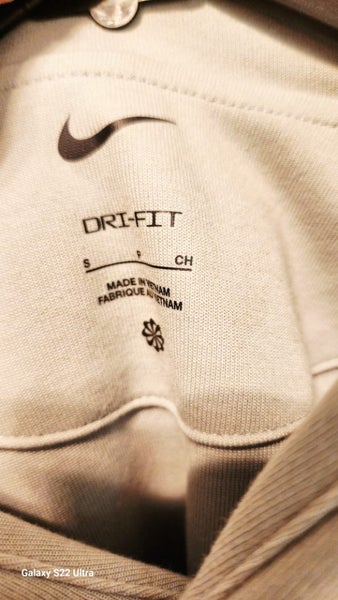 DRI-FIT
S P CH
MADE IN VIETNAM
FABRIQUE AU VIETNAM
Galaxy S22 Ultra